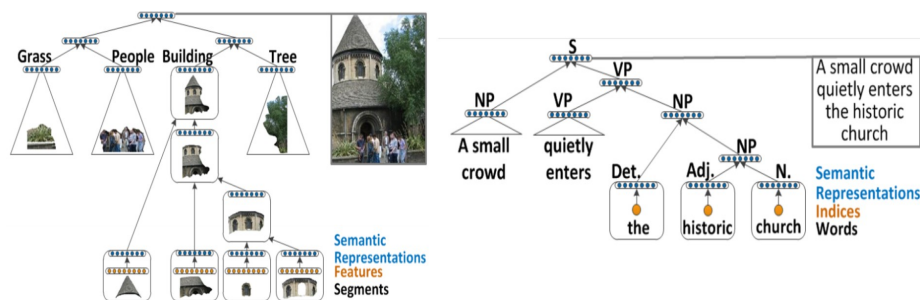 Grass People Building Tree
Semantic
Representations
Features
Segments
S
VP
NP VP NP
A small
crowd
quietly
enters
NP
Det. Adj. N.
the historic church
Semantic
Representations
Indices
Words
A small crowd
quietly enters
the historic
church